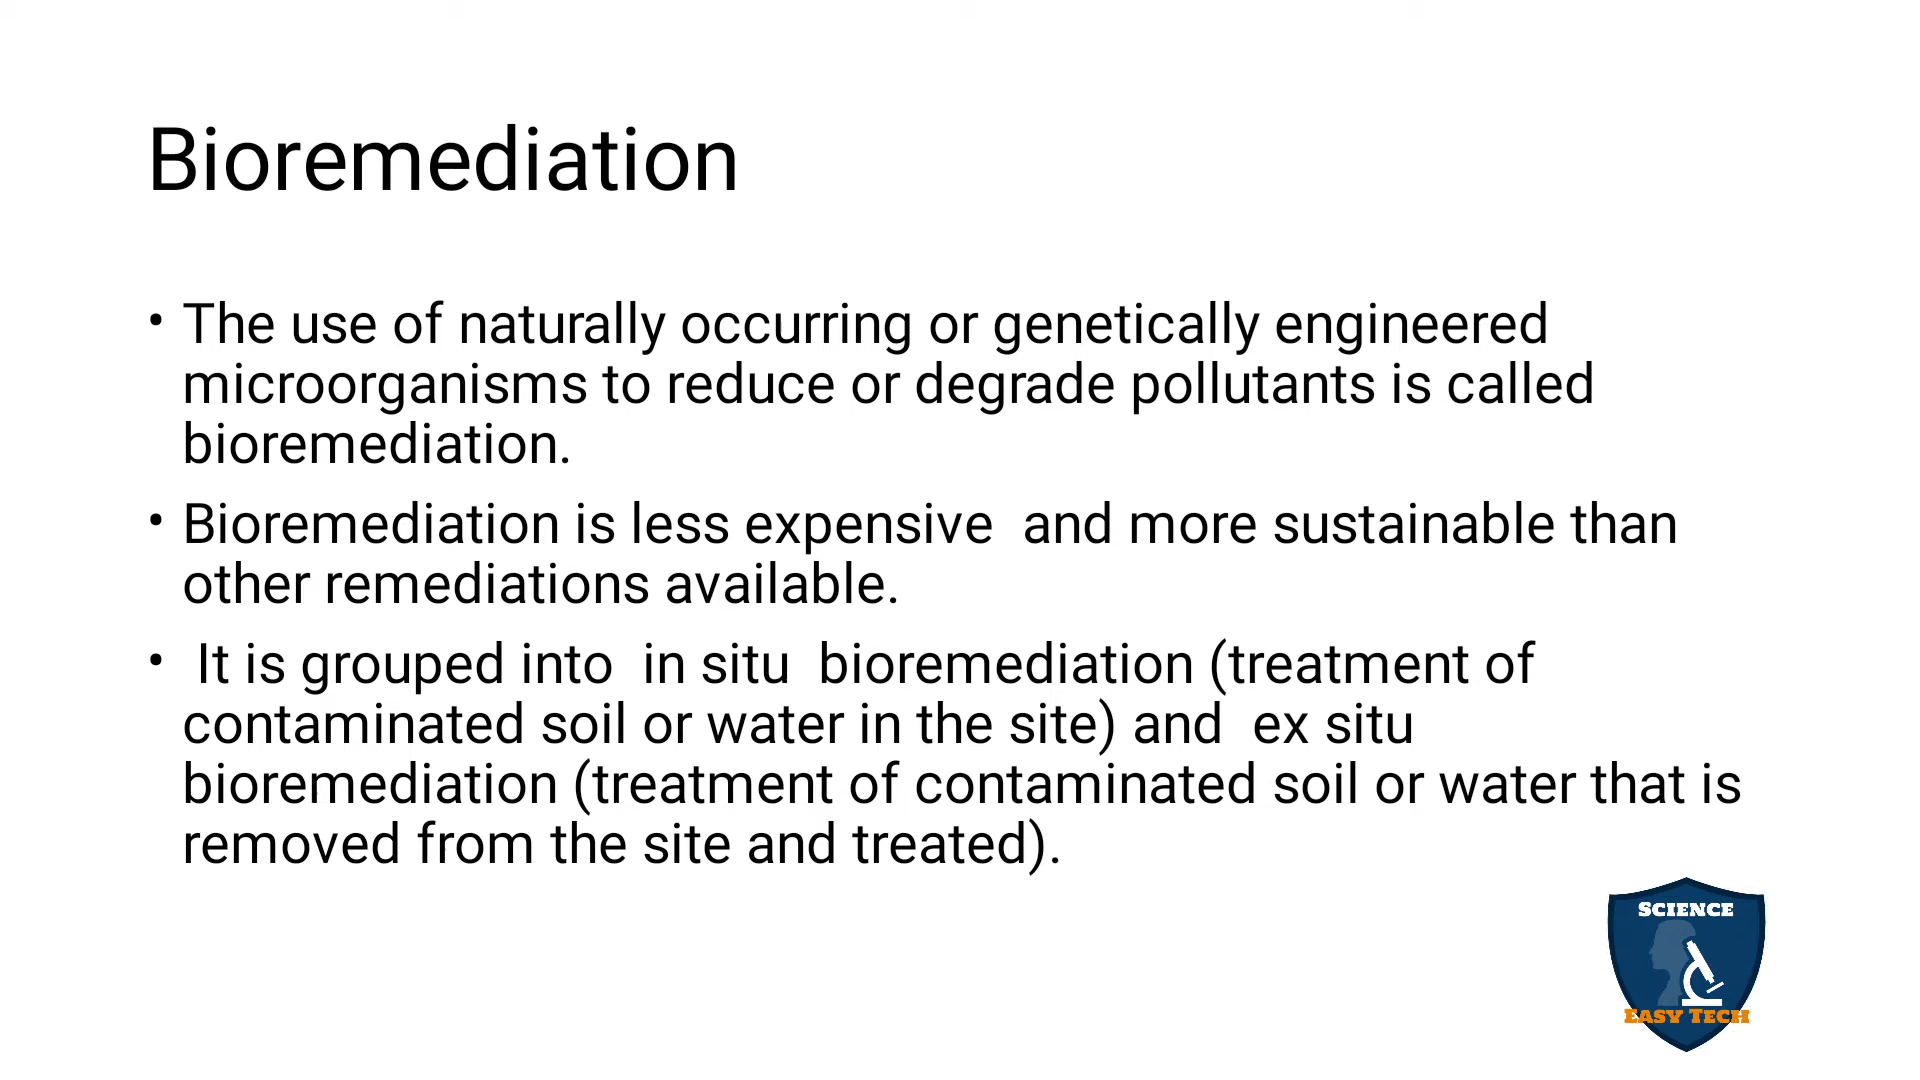 Bioremediation
• The use of naturally occurring or genetically engineered
microorganisms to reduce or degrade pollutants is called
bioremediation.
• Bioremediation is less expensive  and more sustainable than
other remediations available.
•  It is grouped into  in situ  bioremediation (treatment of
contaminated soil or water in the site) and  ex situ
bioremediation (treatment of contaminated soil or water that is
removed from the site and treated).
SCIENCE
EASY TECH